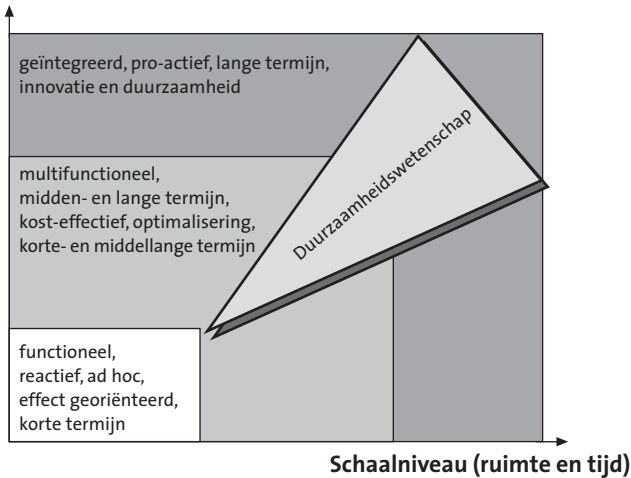 geïntegreerd, pro-actief, lange termijn,
innovatie en duurzaamheid
multifunctioneel,
midden- en lange termijn,
kost-effectief, optimalisering,
korte- en middellange termijn
Duurzaamheidswetenschap
functioneel,
reactief, ad hoc,
effect georiënteerd,
korte termijn
Schaalniveau (ruimte en tijd)